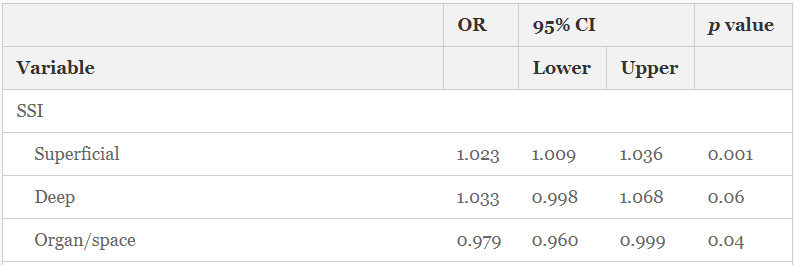 OR 95% CI p value
Variable Lower Upper
SSI
Superficial 1.023 1.009 1.036 0.001
Deep 1.033 0.998 1.068 0.06
Organ/space 0.979 0.960 0.999 0.04